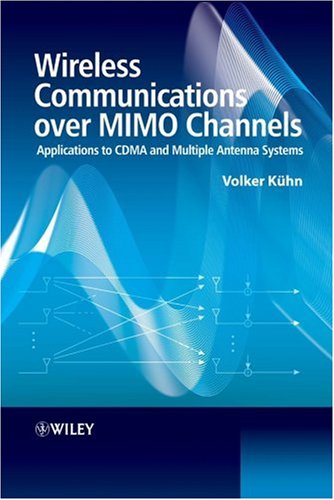 Wireless
Communications
over MIMO Channels
Applications to CDMA and Multiple Antenna Systems
Volker Kühn
WILEY